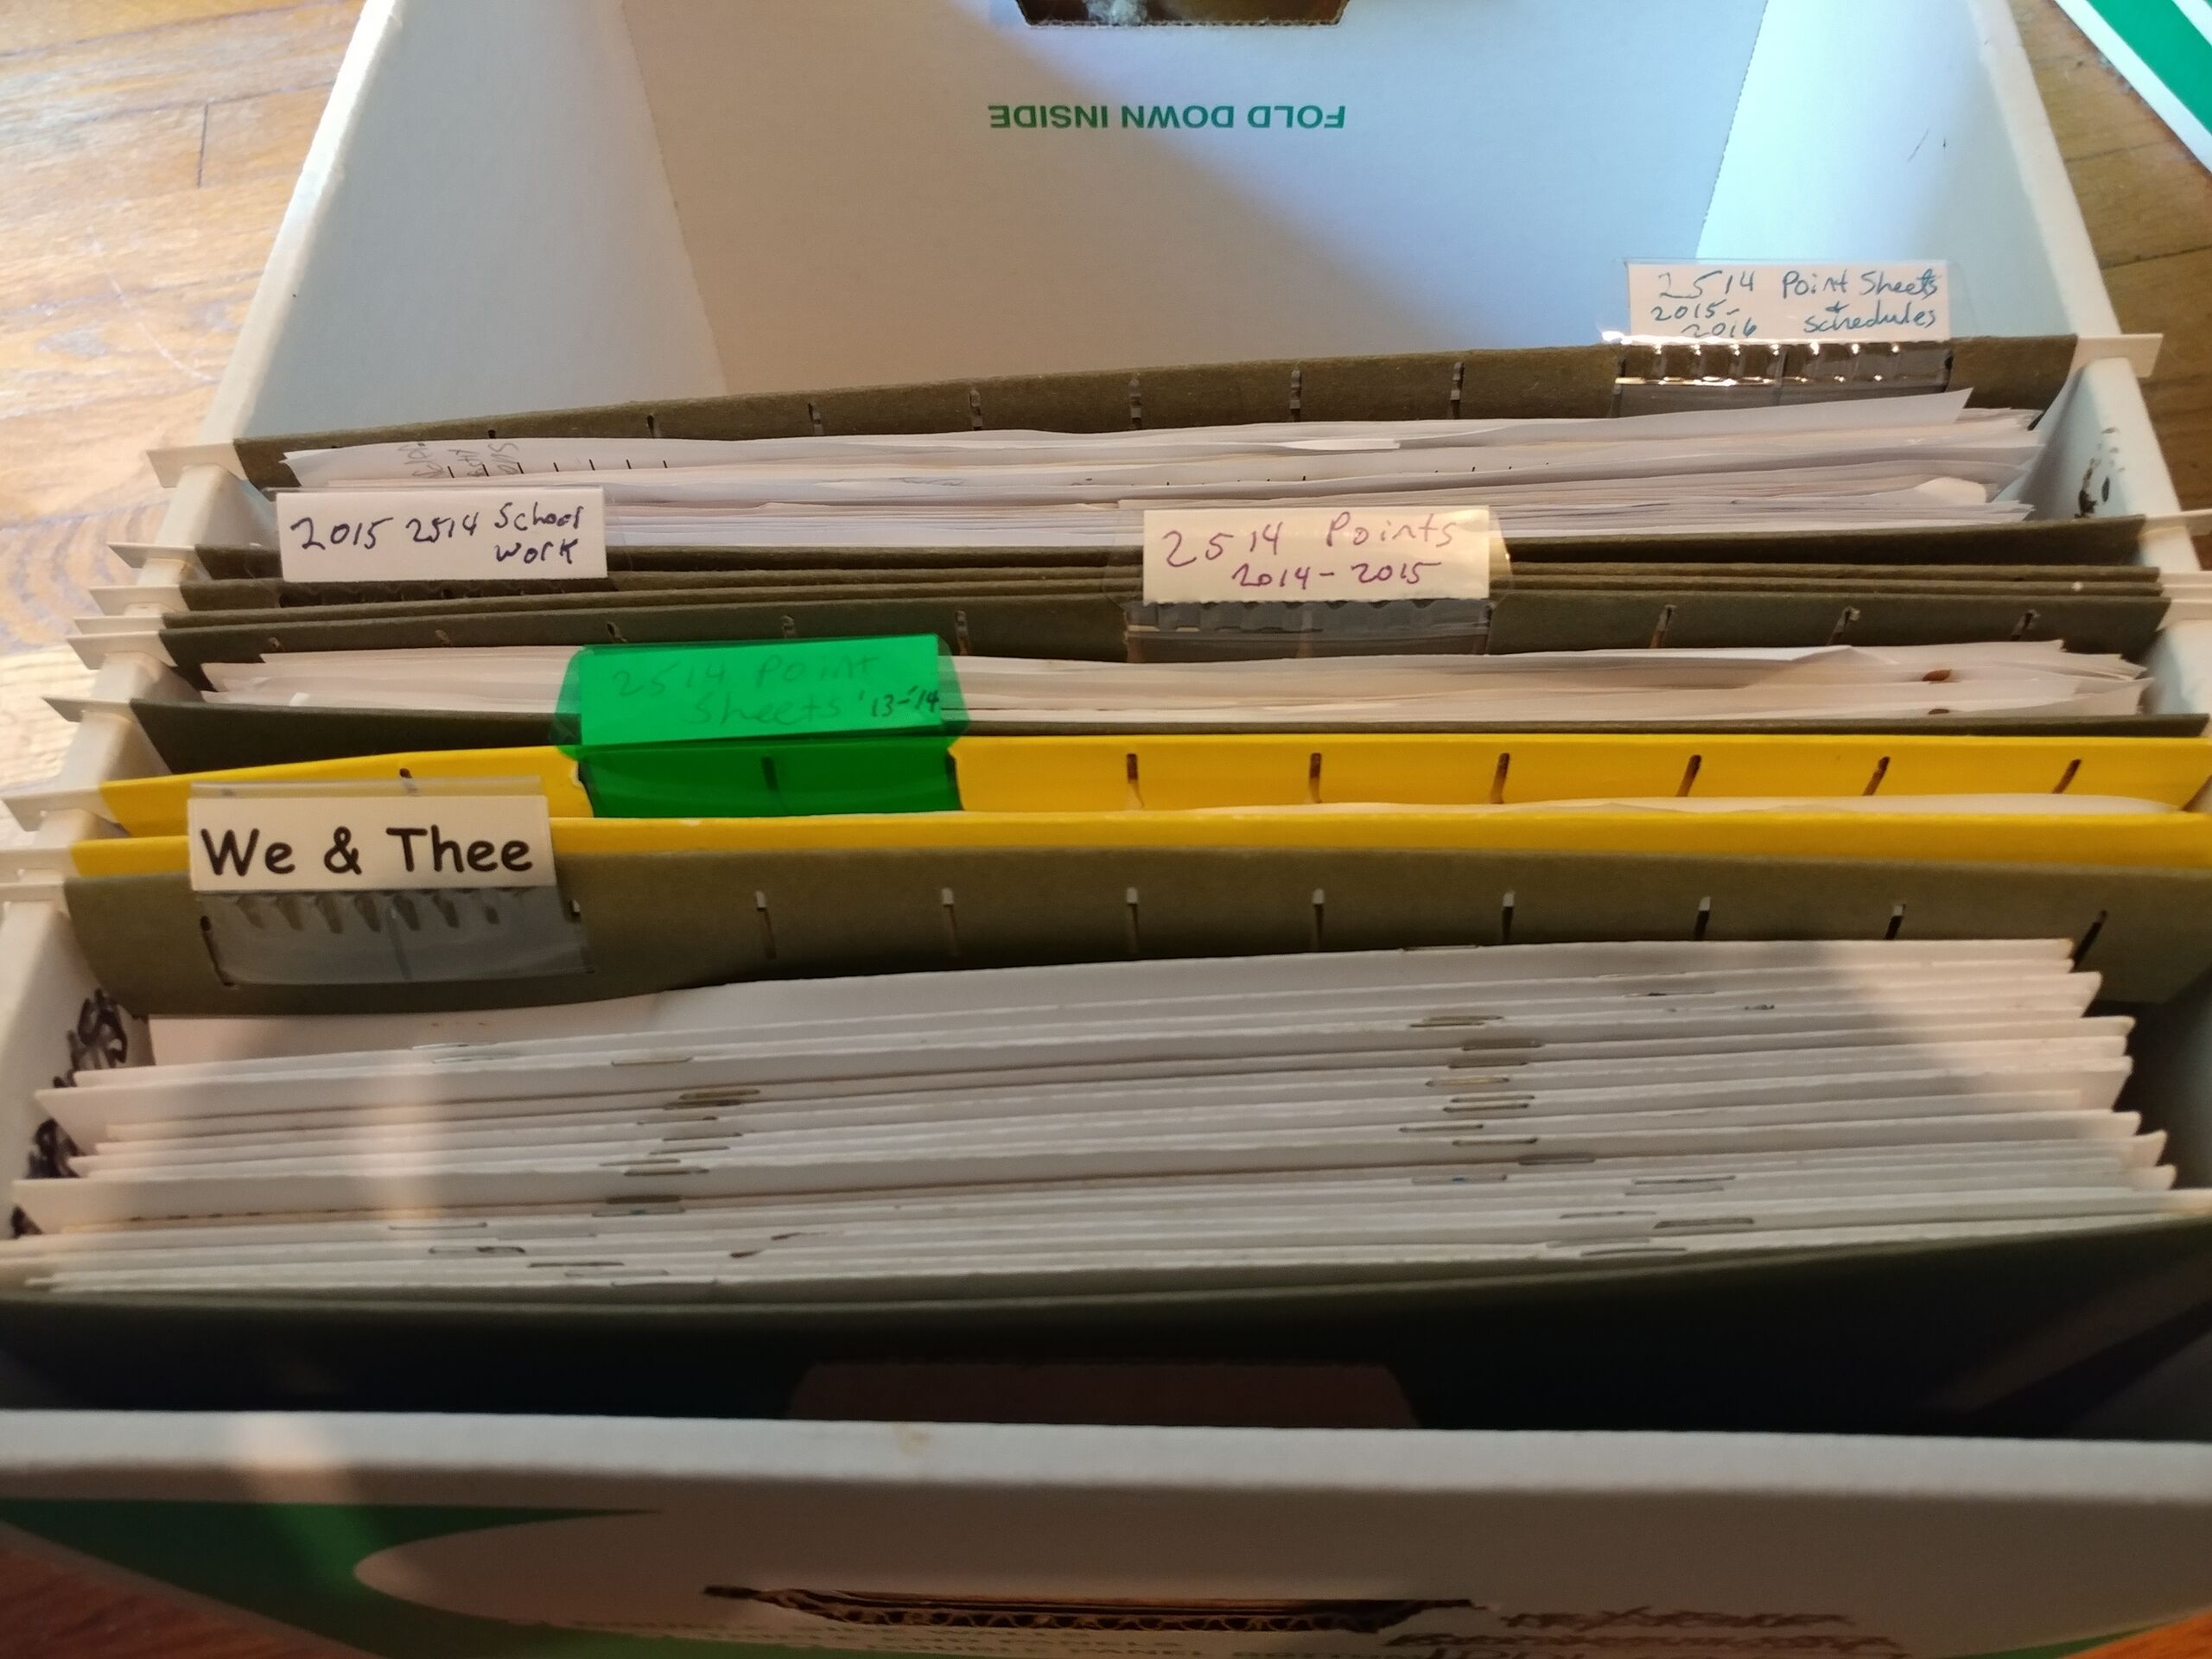 FOLD DOWN INSIDE
2514 Point Sheets
2015- &
2016 schedules
2015 2514 School
work
2514 Points
2014-2015
2514 Point
Sheets '13-'14
We & Thee